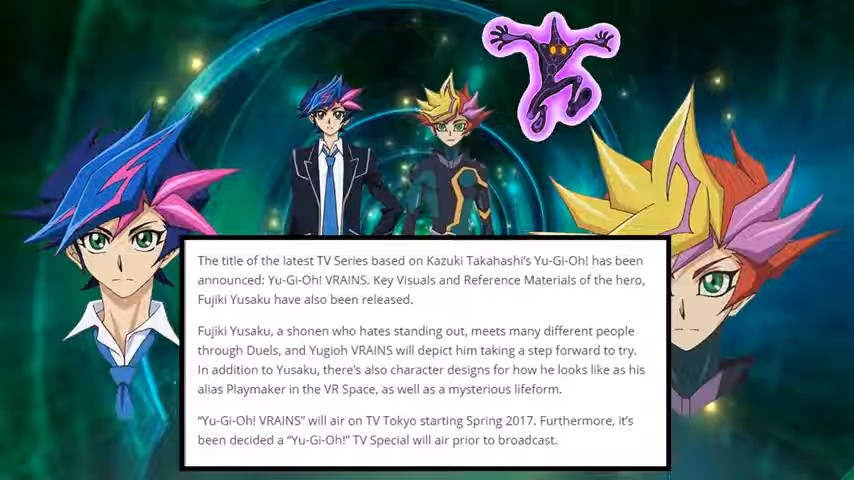 The title of the latest TV Series based on Kazuki Takahashi's Yu-Gi-Oh! has been
announced: Yu-Gi-Oh! VRAINS. Key Visuals and Reference Materials of the hero,
Fujiki Yusaku have also been released.
Fujiki Yusaku, a shonen who hates standing out, meets many different people
through Duels, and Yugioh VRAINS will depict him taking a step forward to try.
In addition to Yusaku, there's also character designs for how he looks like as his
alias Playmaker in the VR Space, as well as a mysterious lifeform.
"Yu-Gi-Oh! VRAINS" will air on TV Tokyo starting Spring 2017. Furthermore, it's
been decided a "Yu-Gi-Oh!" TV Special will air prior to broadcast.